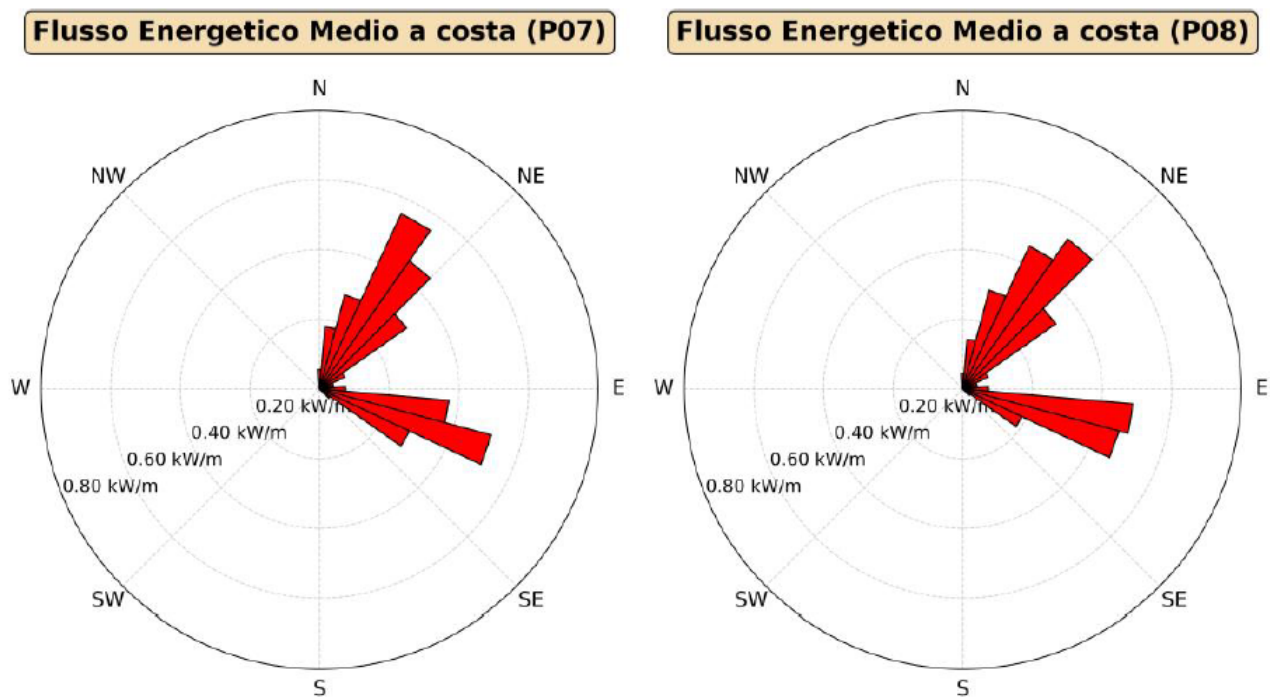 Flusso Energetico Medio a costa (P07)
N
NW
NE
W
E
0.20 kW/m
0.40 kW/m
0.60 kW/m
0.80 kW/m
SW
SE
S
Flusso Energetico Medio a costa (P08)
N
NW
NE
W
E
0.20 kW/m
0.40 kW/m
0.60 kW/m
0.80 kW/m
SW
SE
S